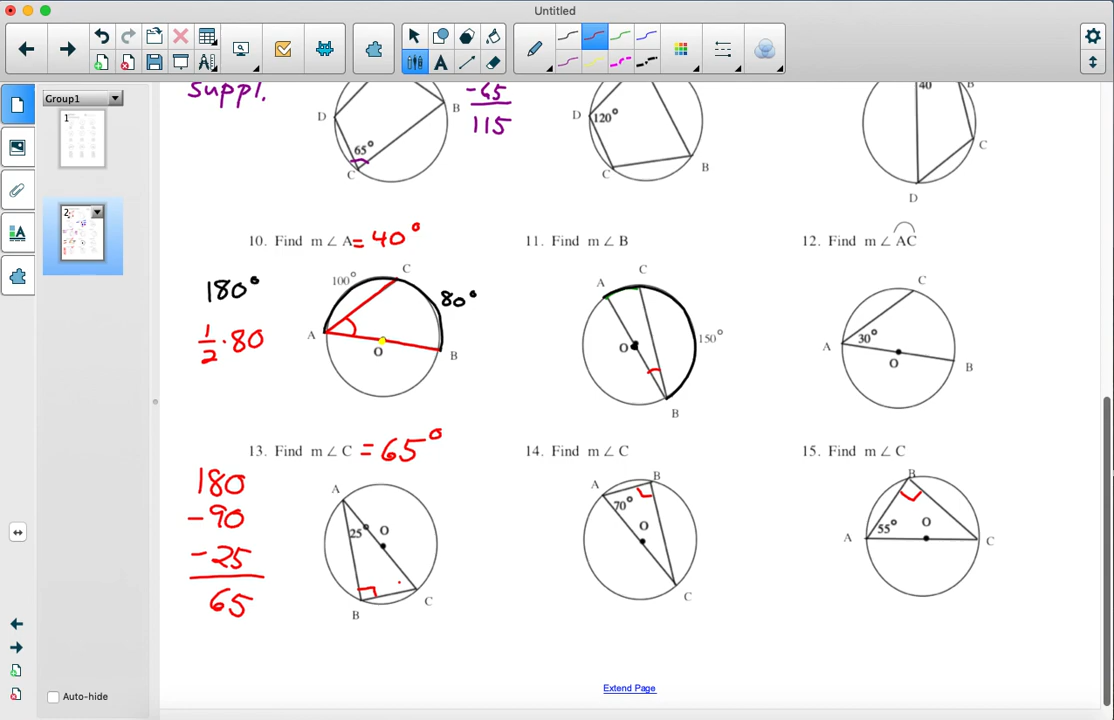 Untitled
Group1
1
2
Suppl.
-65
115
65°
D
B
C
D
120°
C
B
40
B
C
D
10. Find m ∠ A = 40°
11. Find m ∠ B
12. Find m ∠ AC
180°
1/2 · 80
100°
C
80°
A
O
B
A
C
O
150°
B
C
A
30°
O
B
13. Find m ∠ C = 65°
14. Find m ∠ C
15. Find m ∠ C
180
-90
-25
65
A
25°
O
B
C
A
B
70°
O
C
B
A
55°
O
C
Extend Page
Auto-hide